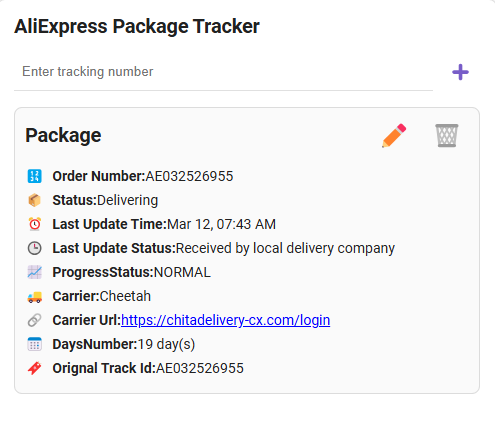 AliExpress Package Tracker
Enter tracking number
Package
Order Number:AE032526955
Status:Delivering
Last Update Time:Mar 12, 07:43 AM
Last Update Status:Received by local delivery company
ProgressStatus:NORMAL
Carrier:Cheetah
Carrier Url:https://chitadelivery-cx.com/login
DaysNumber:19 day(s)
Orignal Track Id:AE032526955